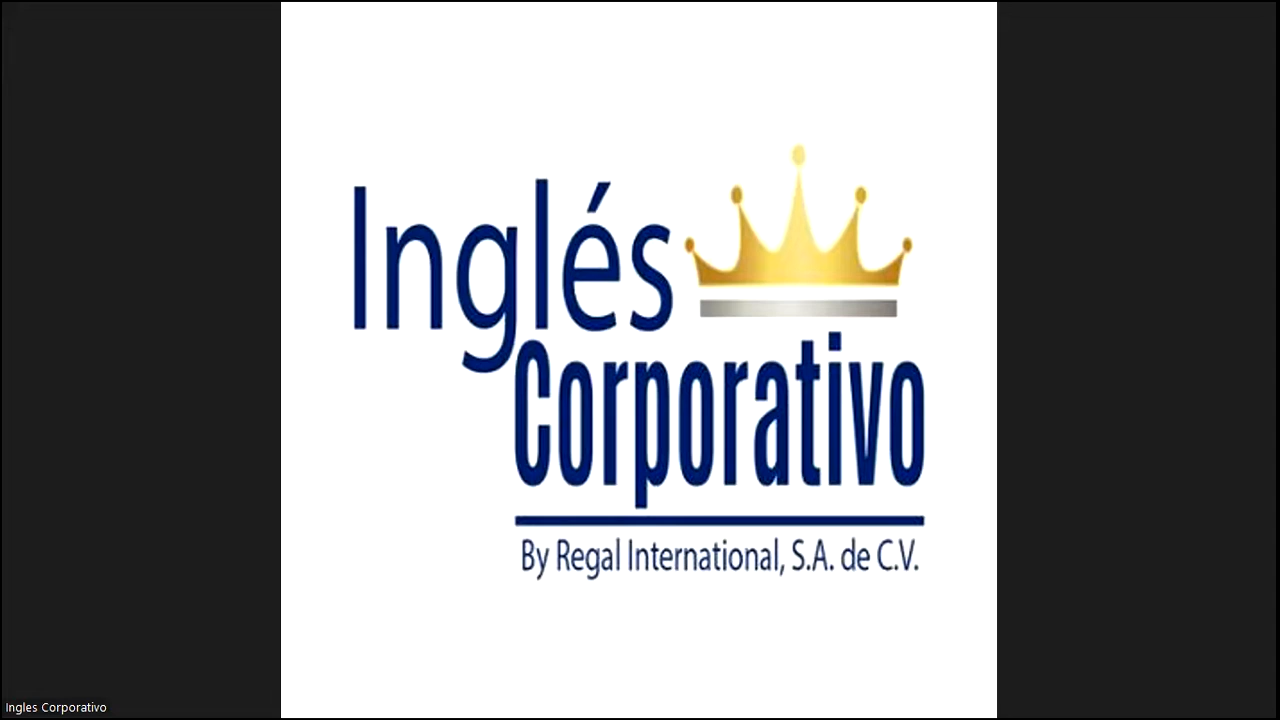 Inglés
Corporativo
By Regal International, S.A. de C.V.
Ingles Corporativo